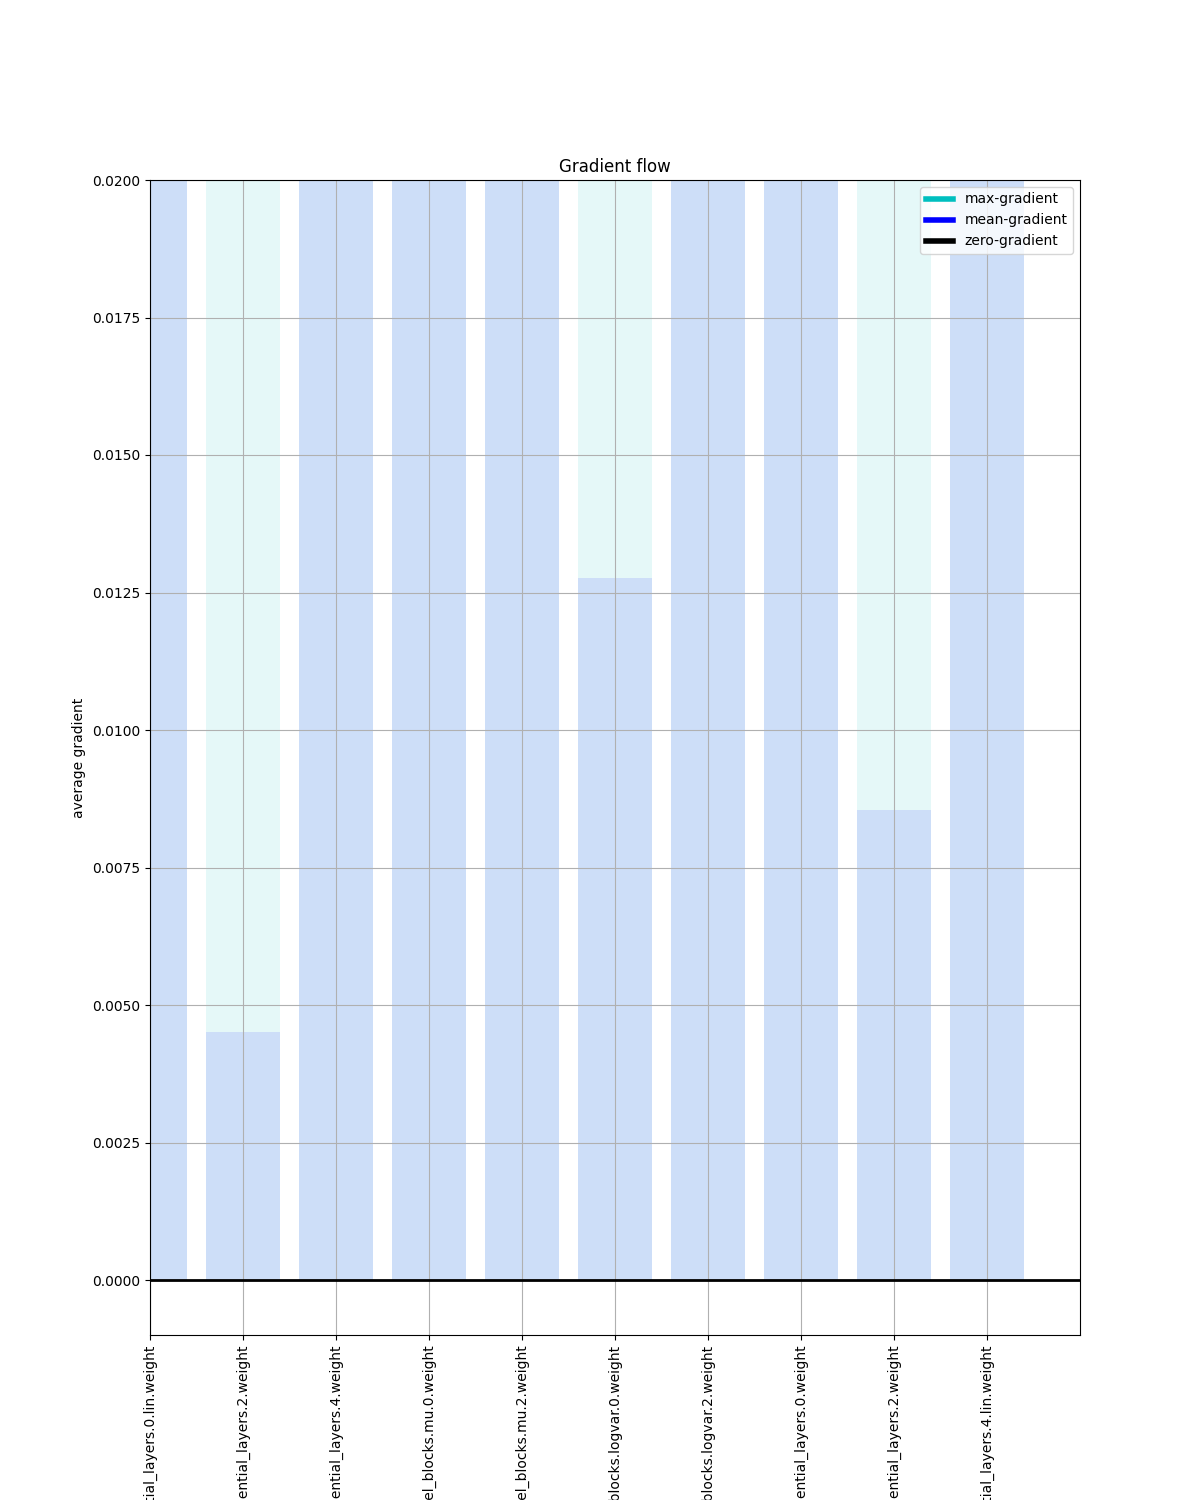 Gradient flow
max-gradient
mean-gradient
zero-gradient
0.0200
0.0175
0.0150
0.0125
0.0100
0.0075
0.0050
0.0025
0.0000
average gradient
tial_layers.0.lin.weight
ential_layers.2.weight
ential_layers.4.weight
el_blocks.mu.0.weight
el_blocks.mu.2.weight
blocks.logvar.0.weight
blocks.logvar.2.weight
ential_layers.0.weight
ential_layers.2.weight
tial_layers.4.lin.weight